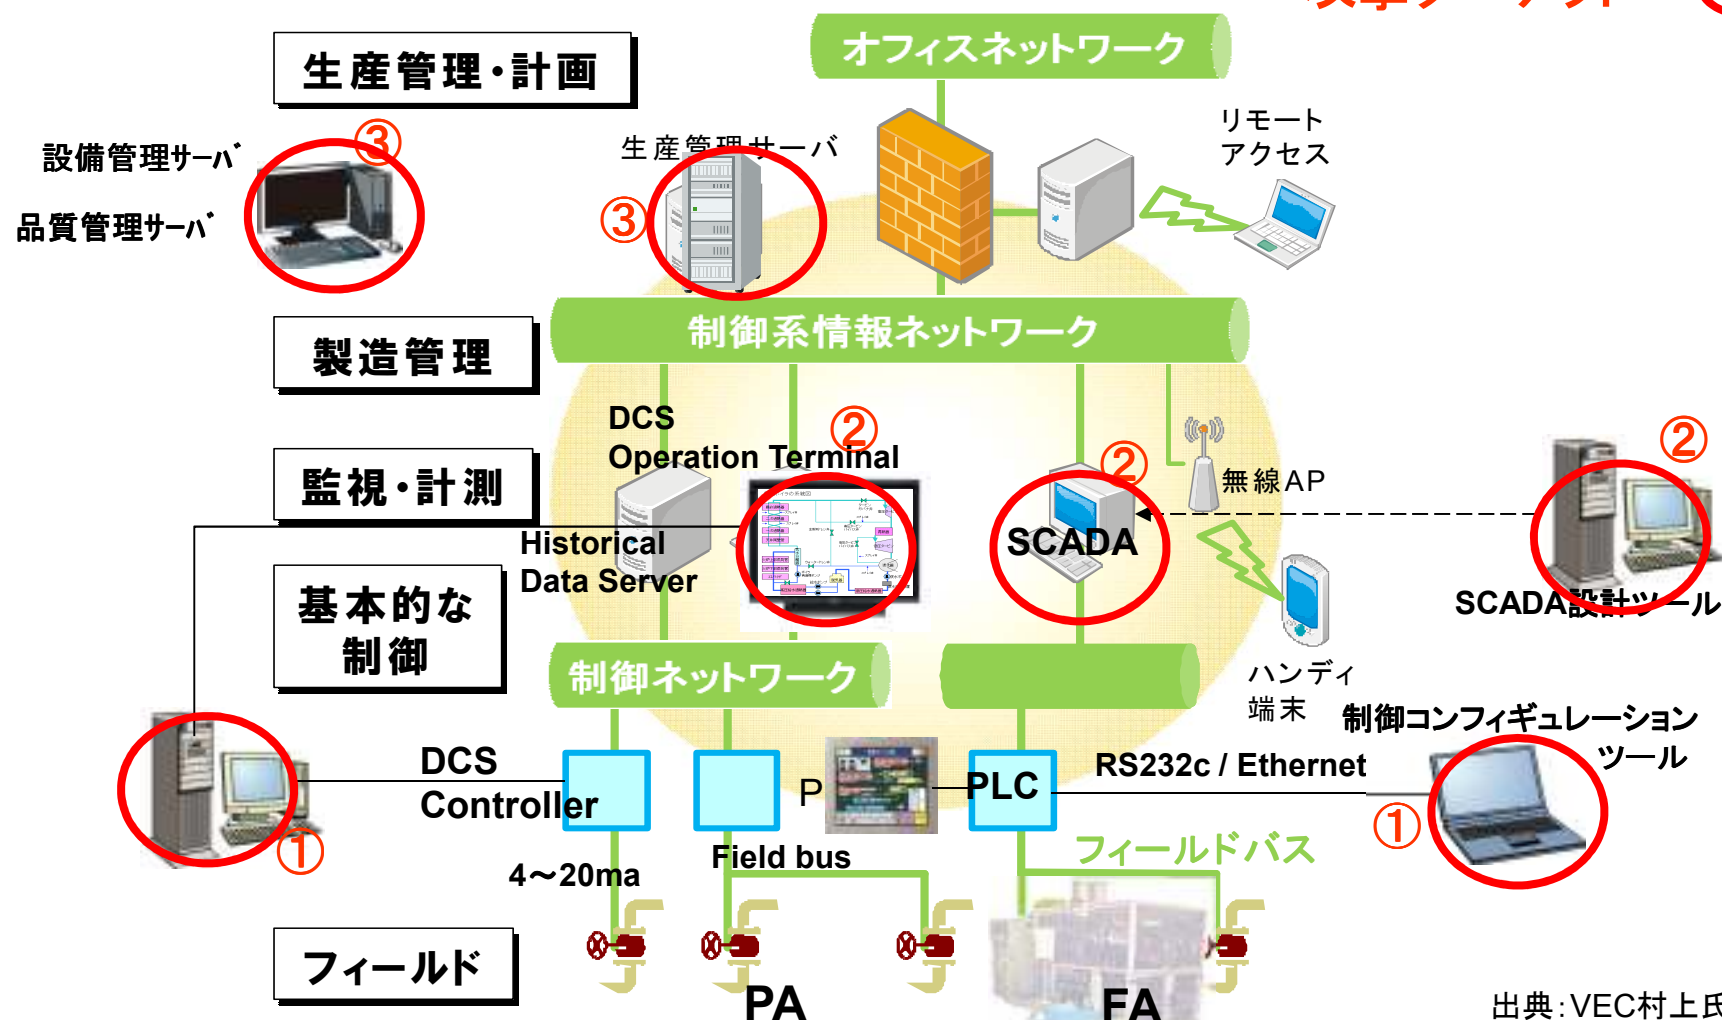 生産管理・計画
オフィスネットワーク
③
設備管理サーバ
品質管理サーバ
生産管理サーバ
③
リモート
アクセス
制御系情報ネットワーク
製造管理
DCS
Operation Terminal
②
②
無線AP
②
監視・計測
Historical
Data Server
SCADA
SCADA設計ツール
基本的な
制御
制御ネットワーク
ハンディ
端末
制御コンフィギュレーション
ツール
DCS
Controller
P
PLC
RS232c / Ethernet
①
①
4～20ma
Field bus
フィールドバス
フィールド
PA
FA
出典：VEC村上氏